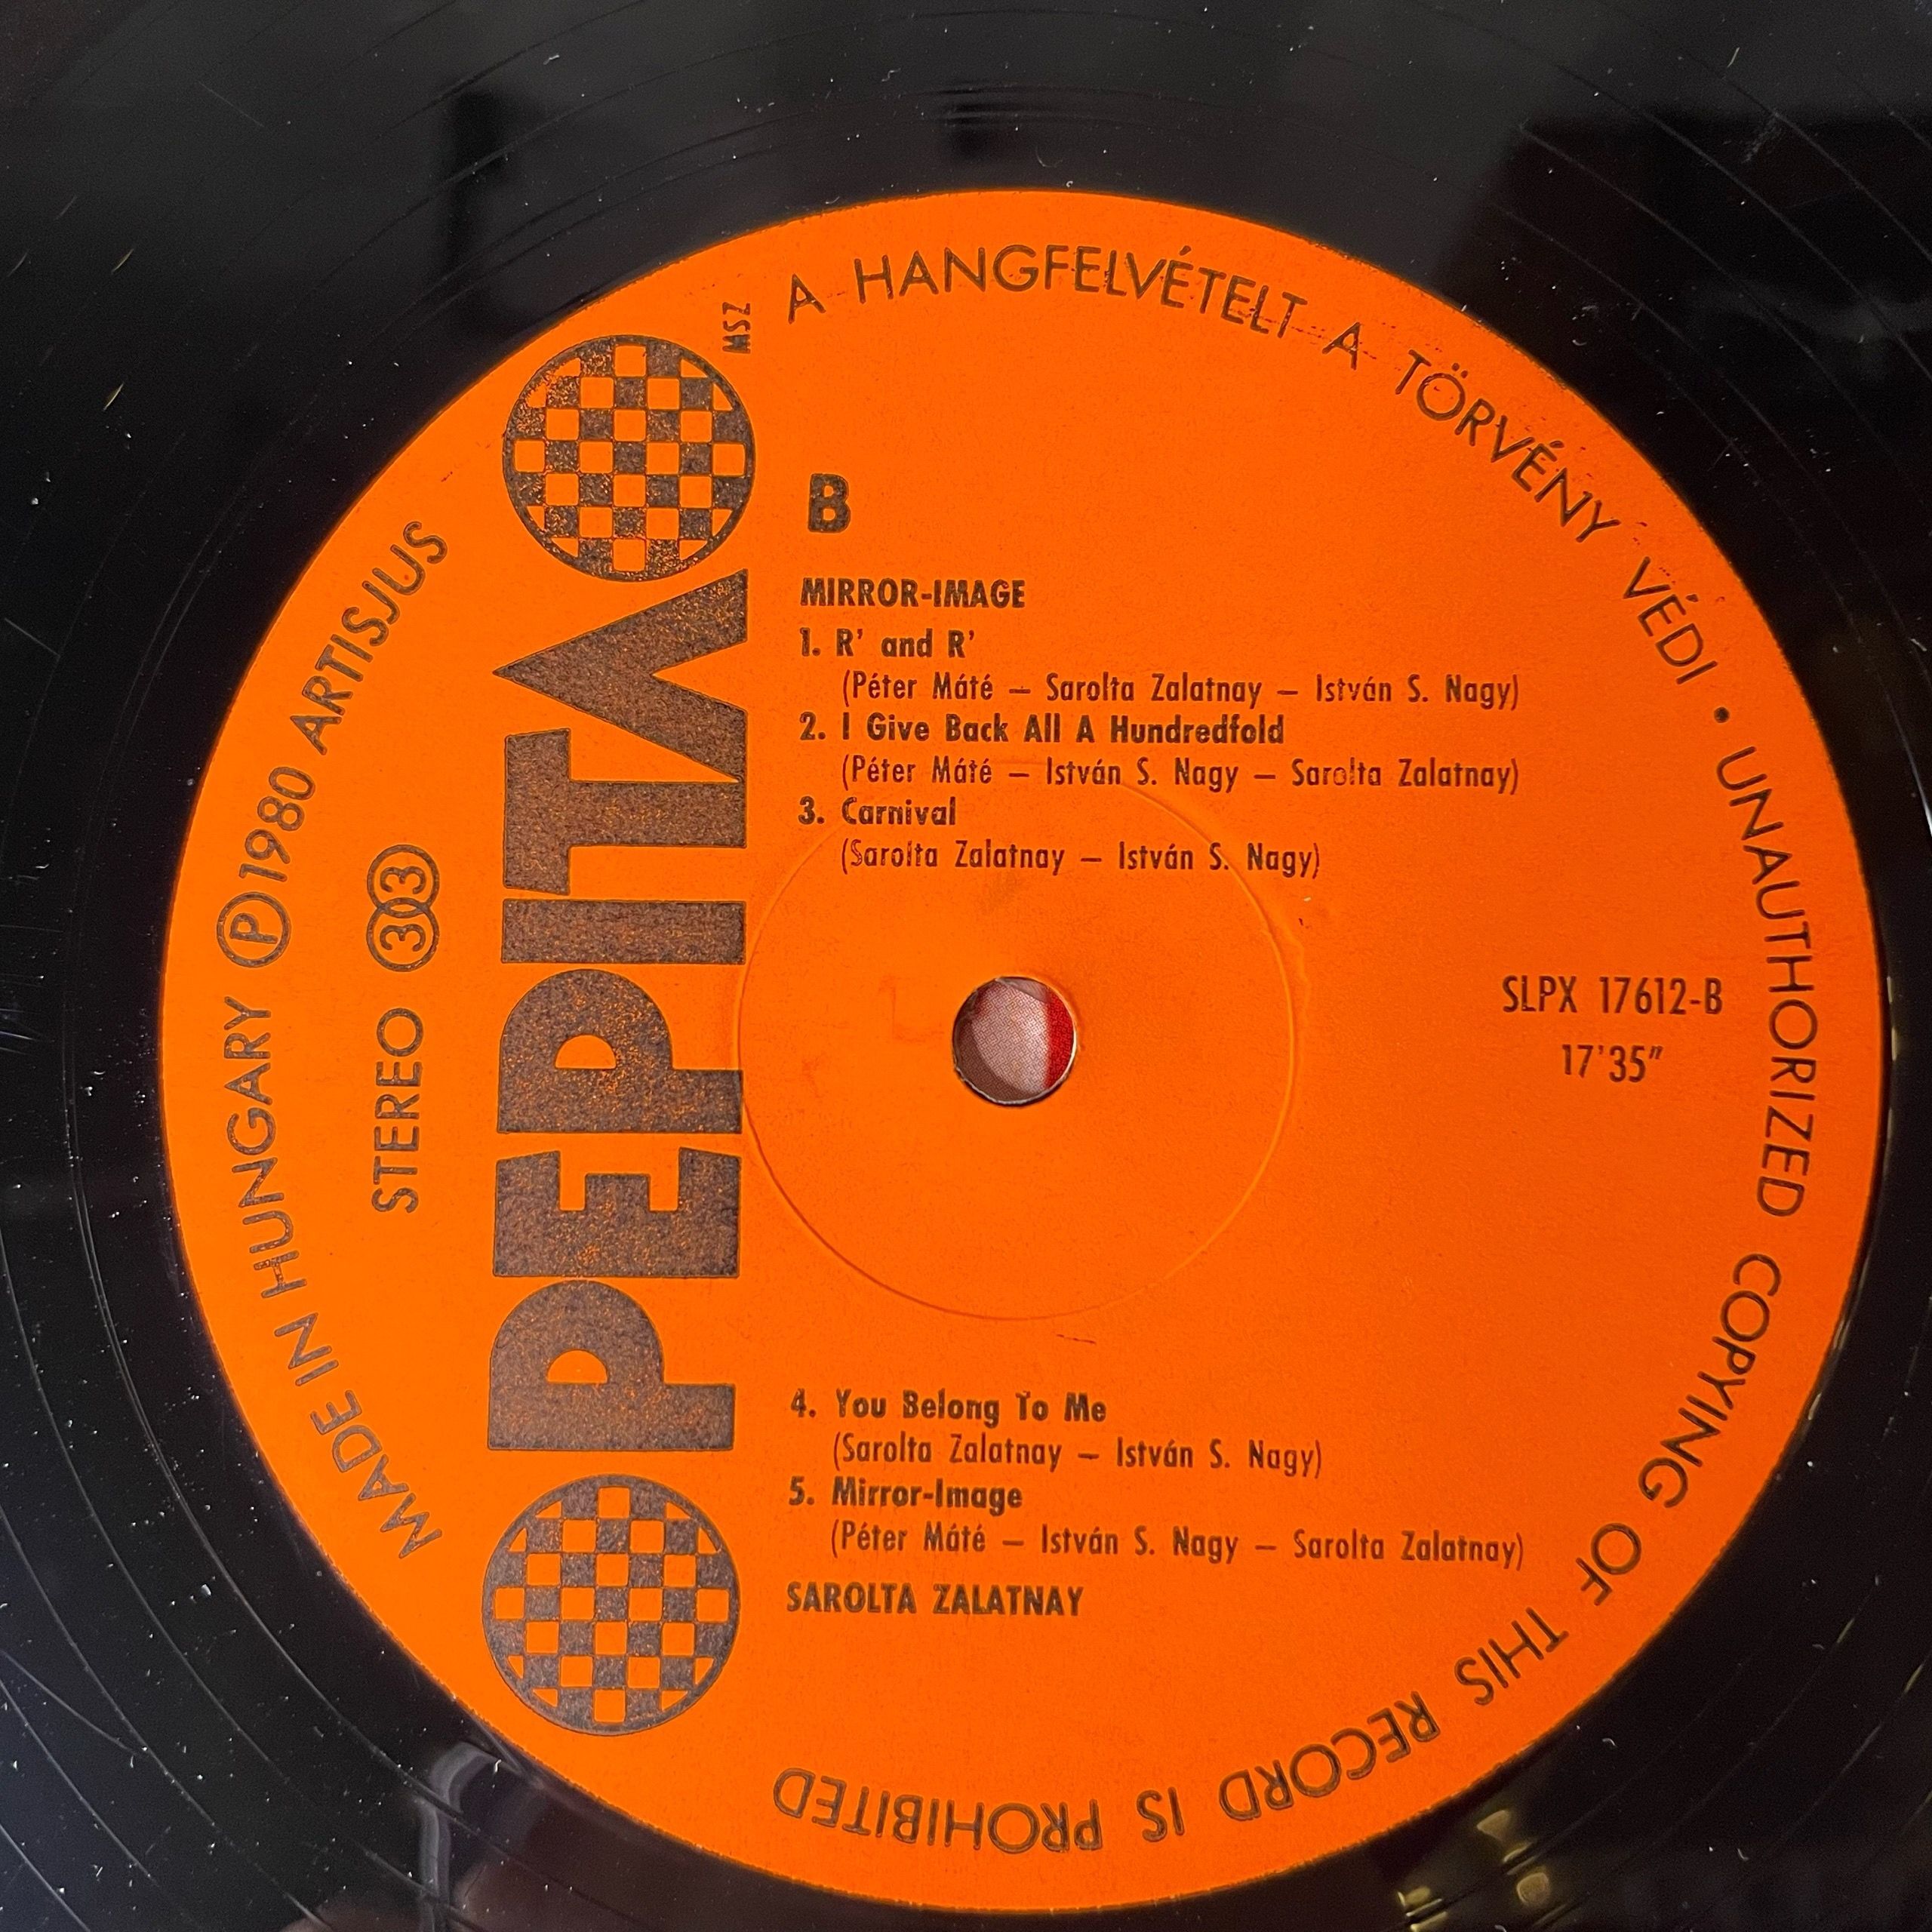 A HANGFELVÉTELT A TÖRVÉNY VÉDI • UNAUTHORIZED COPYING OF THIS RECORD IS PROHIBITED
MADE IN HUNGARY Ⓟ 1980 ARTISJUS
STEREO 303
PEPITA
MSZ
B
MIRROR-IMAGE
1. R' and R'
(Péter Máté – Sarolta Zalatnay – István S. Nagy)
2. I Give Back All A Hundredfold
(Péter Máté – István S. Nagy – Sarolta Zalatnay)
3. Carnival
(Sarolta Zalatnay – István S. Nagy)
SLPX 17612-B
17'35"
4. You Belong To Me
(Sarolta Zalatnay – István S. Nagy)
5. Mirror-Image
(Péter Máté – István S. Nagy – Sarolta Zalatnay)
SAROLTA ZALATNAY